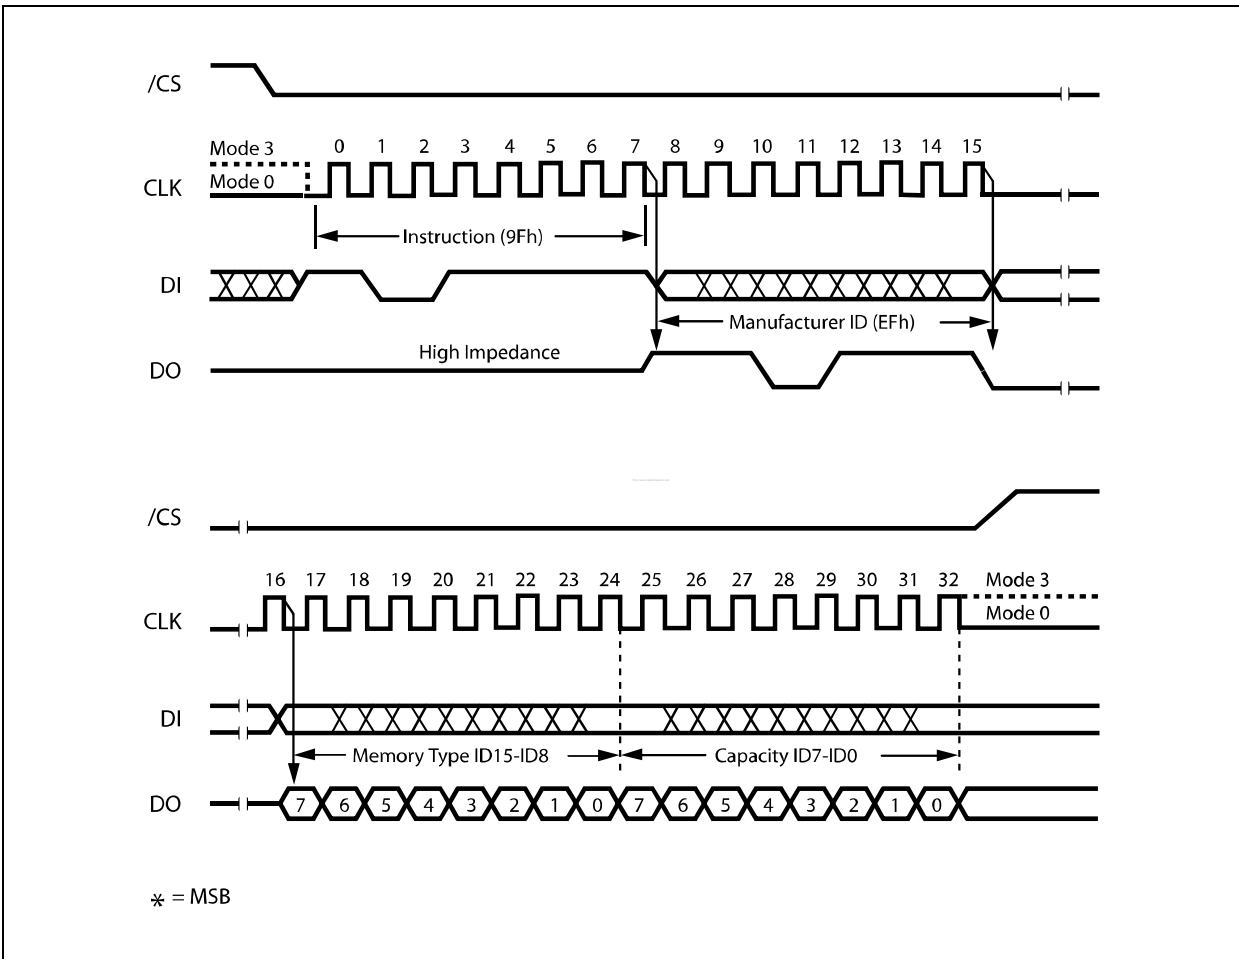 /CS
Mode 3
0 1 2 3 4 5 6 7 8 9 10 11 12 13 14 15
CLK
Mode 0
Instruction (9Fh)
DI
Manufacturer ID (EFh)
High Impedance
DO
/CS
16 17 18 19 20 21 22 23 24 25 26 27 28 29 30 31 32
Mode 3
CLK
Mode 0
DI
Memory Type ID15-ID8
Capacity ID7-ID0
DO
7 6 5 4 3 2 1 0 7 6 5 4 3 2 1 0
* = MSB